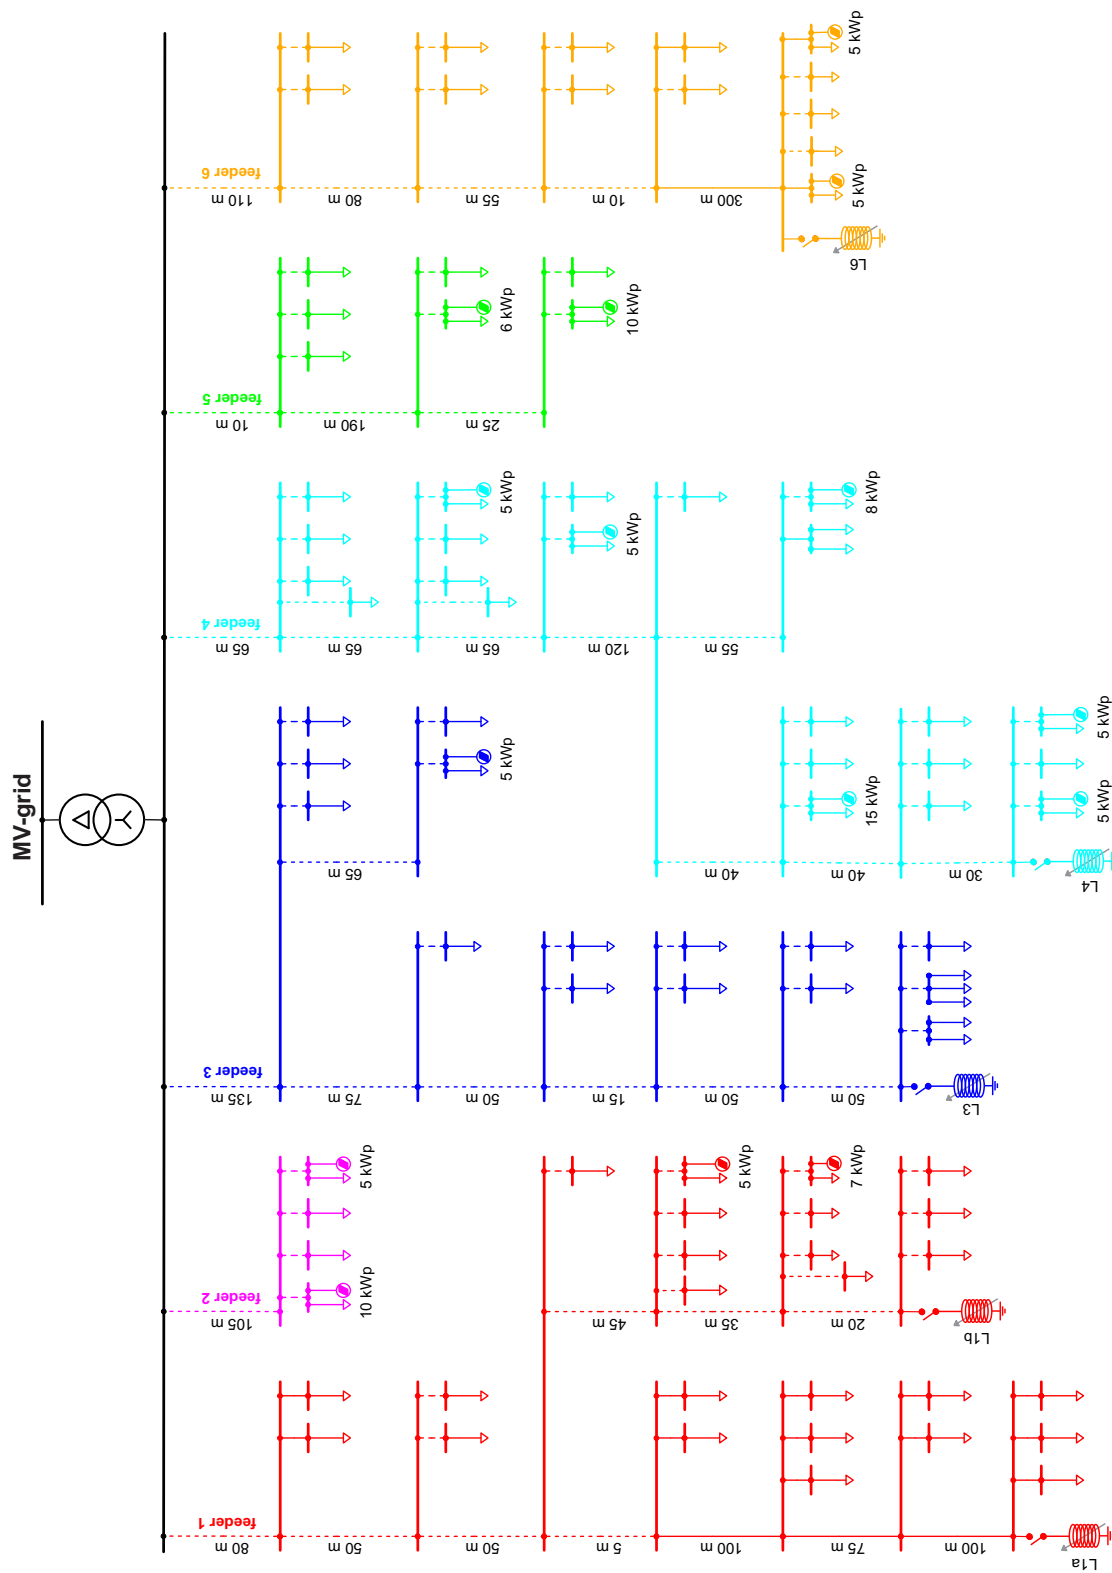 MV-grid
feeder 6
110 m
80 m
55 m
10 m
300 m
5 kWp
5 kWp
L6
feeder 5
10 m
190 m
25 m
6 kWp
10 kWp
feeder 4
65 m
65 m
65 m
120 m
55 m
5 kWp
5 kWp
8 kWp
40 m
40 m
30 m
15 kWp
5 kWp
5 kWp
L4
feeder 3
135 m
75 m
50 m
15 m
50 m
50 m
65 m
5 kWp
L3
feeder 2
105 m
5 kWp
10 kWp
feeder 1
80 m
50 m
50 m
5 m
100 m
75 m
100 m
45 m
35 m
20 m
5 kWp
7 kWp
L1b
L1a